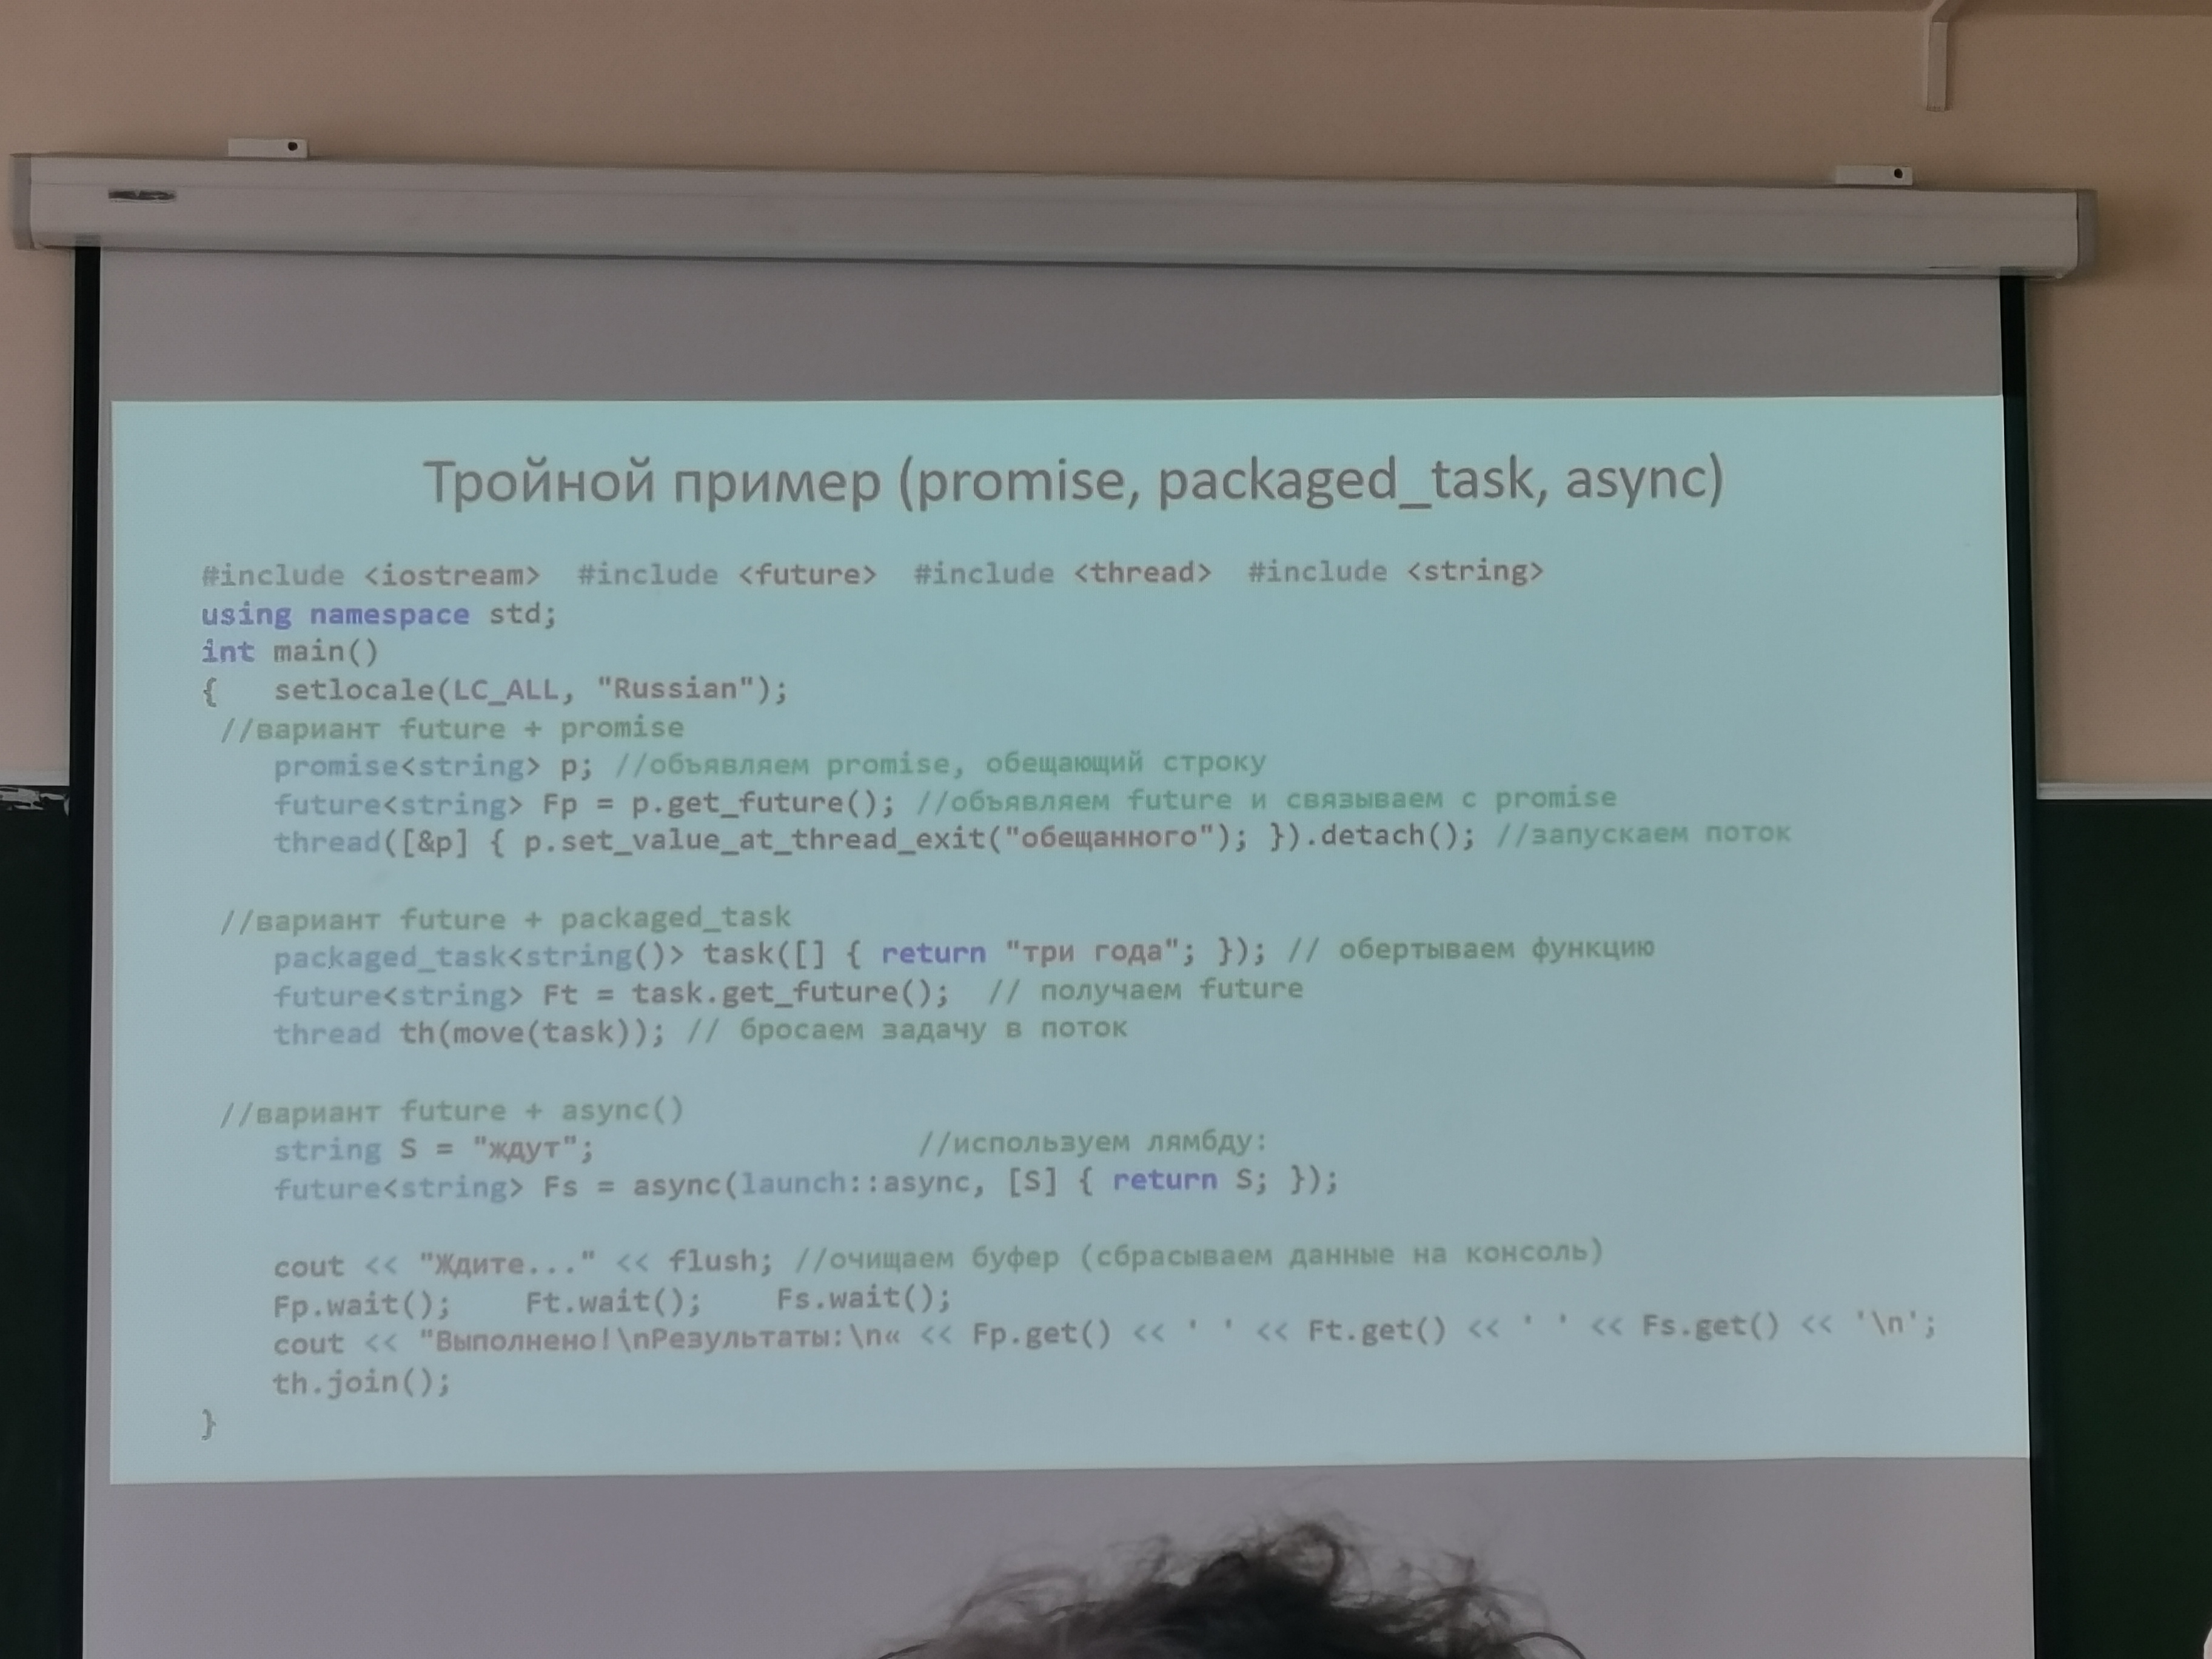 Тройной пример (promise, packaged_task, async)
#include <iostream>  #include <future>  #include <thread>  #include <string>
using namespace std;
int main()
{   setlocale(LC_ALL, "Russian");
//вариант future + promise
promise<string> p; //объявляем promise, обещающий строку
future<string> Fp = p.get_future(); //объявляем future и связываем с promise
thread([&p] { p.set_value_at_thread_exit("обещанного"); }).detach(); //запускаем поток
//вариант future + packaged_task
packaged_task<string()> task([] { return "три года"; }); // обертываем функцию
future<string> Ft = task.get_future();  // получаем future
thread th(move(task)); // бросаем задачу в поток
//вариант future + async()
string S = "ждут";                  //используем лямбду:
future<string> Fs = async(launch::async, [S] { return S; });
cout << "Ждите..." << flush; //очищаем буфер (сбрасываем данные на консоль)
Fp.wait();    Ft.wait();    Fs.wait();
cout << "Выполнено!\nРезультаты:\n« << Fp.get() << ' ' << Ft.get() << ' ' << Fs.get() << '\n';
th.join();
}